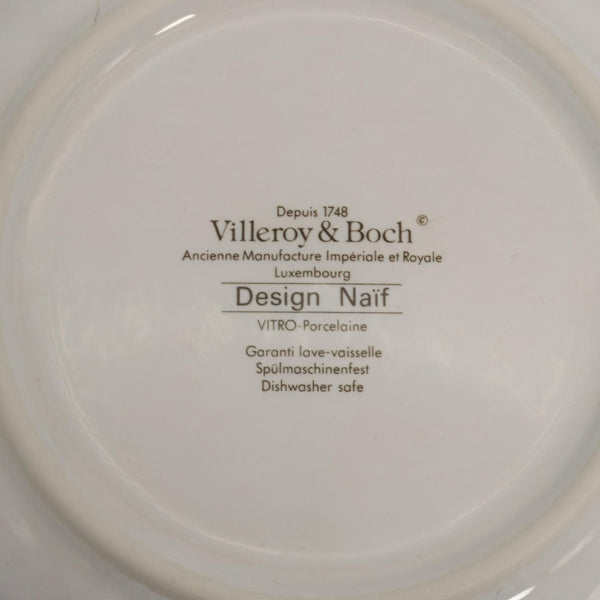 Depuis 1748
Villeroy & Boch ©
Ancienne Manufacture Impériale et Royale
Luxembourg
Design Naïf
VITRO-Porcelaine
Garanti lave-vaisselle
Spülmaschinenfest
Dishwasher safe